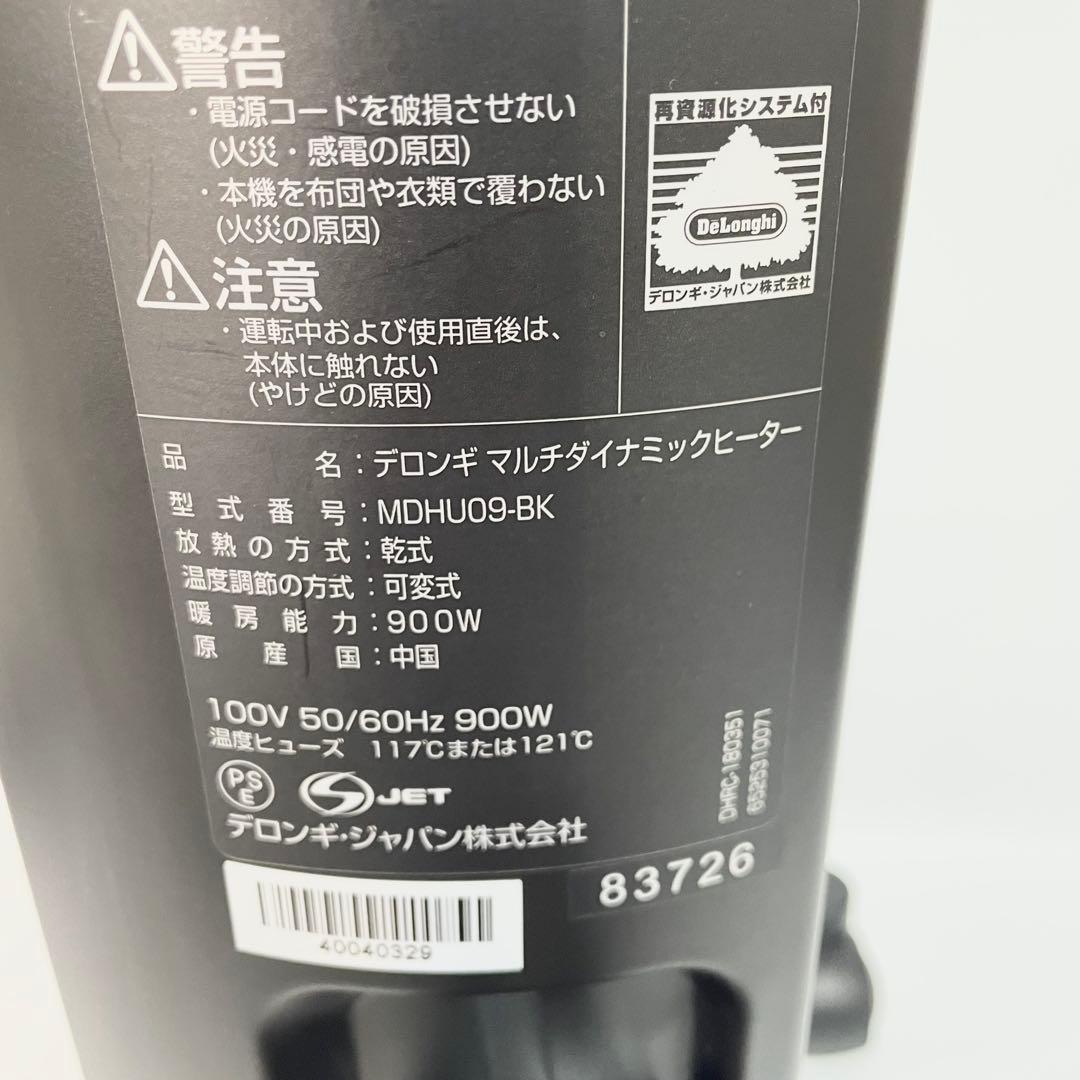 警告
・電源コードを破損させない
(火災・感電の原因)
・本機を布団や衣類で覆わない
(火災の原因)
注意
・運転中および使用直後は、
本体に触れない
(やけどの原因)
再資源化システム付
DeLonghi
デロンギ・ジャパン株式会社
品名:デロンギ マルチダイナミックヒーター
型式番号:MDHU09-BK
放熱の方式:乾式
温度調節の方式:可変式
暖房能力:900W
原産国:中国
100V 50/60Hz 900W
温度ヒューズ 117℃または121℃
PSE
JET
デロンギ・ジャパン株式会社
DHRC-180351
6525310071
83726
40040329